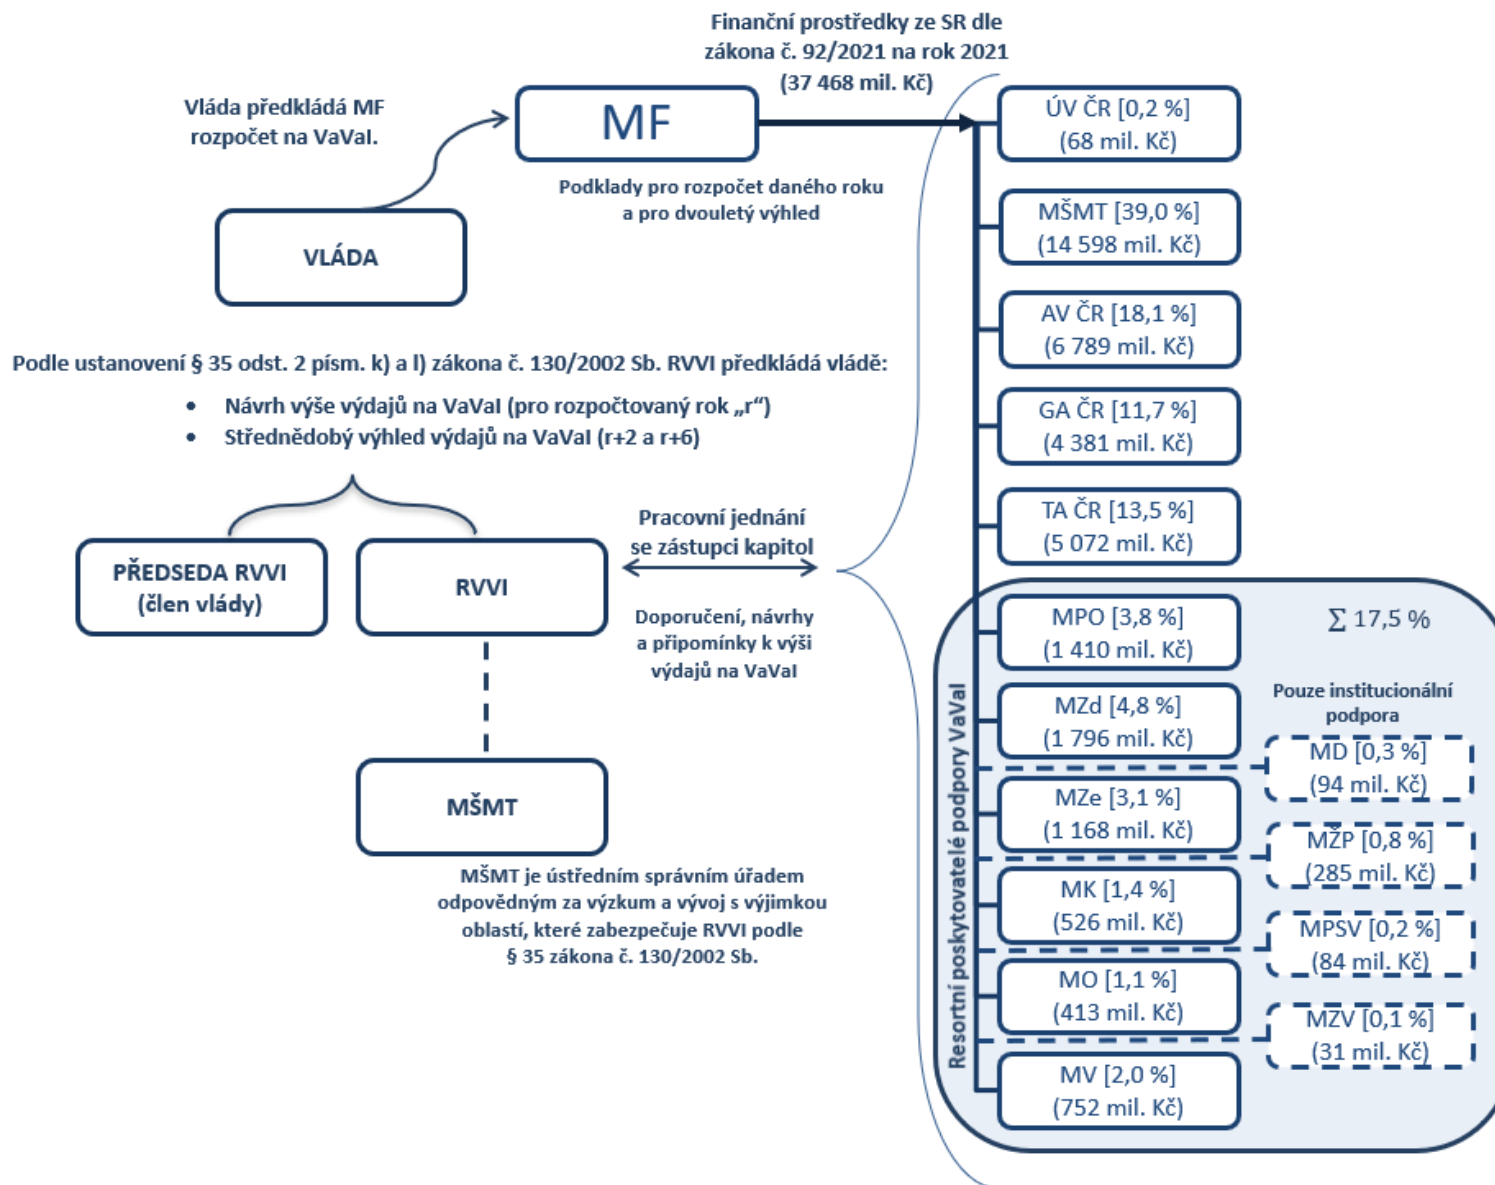 Finanční prostředky ze SR dle
zákona č. 92/2021 na rok 2021
(37 468 mil. Kč)
Vláda předkládá MF
rozpočet na VaVaI.
MF
Podklady pro rozpočet daného roku
a pro dvouletý výhled
VLÁDA
Podle ustanovení § 35 odst. 2 písm. k) a l) zákona č. 130/2002 Sb. RVVI předkládá vládě:
• Návrh výše výdajů na VaVaI (pro rozpočtovaný rok „r“)
• Střednědobý výhled výdajů na VaVaI (r+2 a r+6)
PŘEDSEDA RVVI
(člen vlády)
RVVI
Pracovní jednání
se zástupci kapitol
Doporučení, návrhy
a připomínky k výši
výdajů na VaVaI
MŠMT
MŠMT je ústředním správním úřadem
odpovědným za výzkum a vývoj s výjimkou
oblastí, které zabezpečuje RVVI podle
§ 35 zákona č. 130/2002 Sb.
ÚV ČR [0,2 %]
(68 mil. Kč)
MŠMT [39,0 %]
(14 598 mil. Kč)
AV ČR [18,1 %]
(6 789 mil. Kč)
GA ČR [11,7 %]
(4 381 mil. Kč)
TA ČR [13,5 %]
(5 072 mil. Kč)
Resortní poskytovatelé podpory VaVaI
∑ 17,5 %
MPO [3,8 %]
(1 410 mil. Kč)
MZd [4,8 %]
(1 796 mil. Kč)
MZe [3,1 %]
(1 168 mil. Kč)
MK [1,4 %]
(526 mil. Kč)
MO [1,1 %]
(413 mil. Kč)
MV [2,0 %]
(752 mil. Kč)
Pouze institucionální
podpora
MD [0,3 %]
(94 mil. Kč)
MŽP [0,8 %]
(285 mil. Kč)
MPSV [0,2 %]
(84 mil. Kč)
MZV [0,1 %]
(31 mil. Kč)